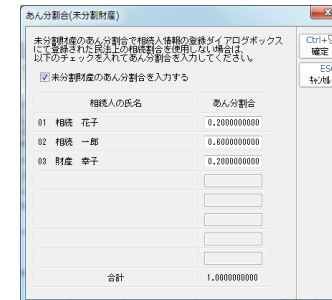 あん分割合(未分割財産)
未分割財産のあん分割合で相続人情報の登録ダイアログボックス
にて登録された民法上の相続割合を使用しない場合は、
以下のチェックを入れてあん分割合を入力してください。
未分割財産のあん分割合を入力する
相続人の氏名 あん分割合
01 相続 花子 0.2000000000
02 相続 一郎 0.6000000000
03 財産 幸子 0.2000000000
合計 1.0000000000
確定
ES